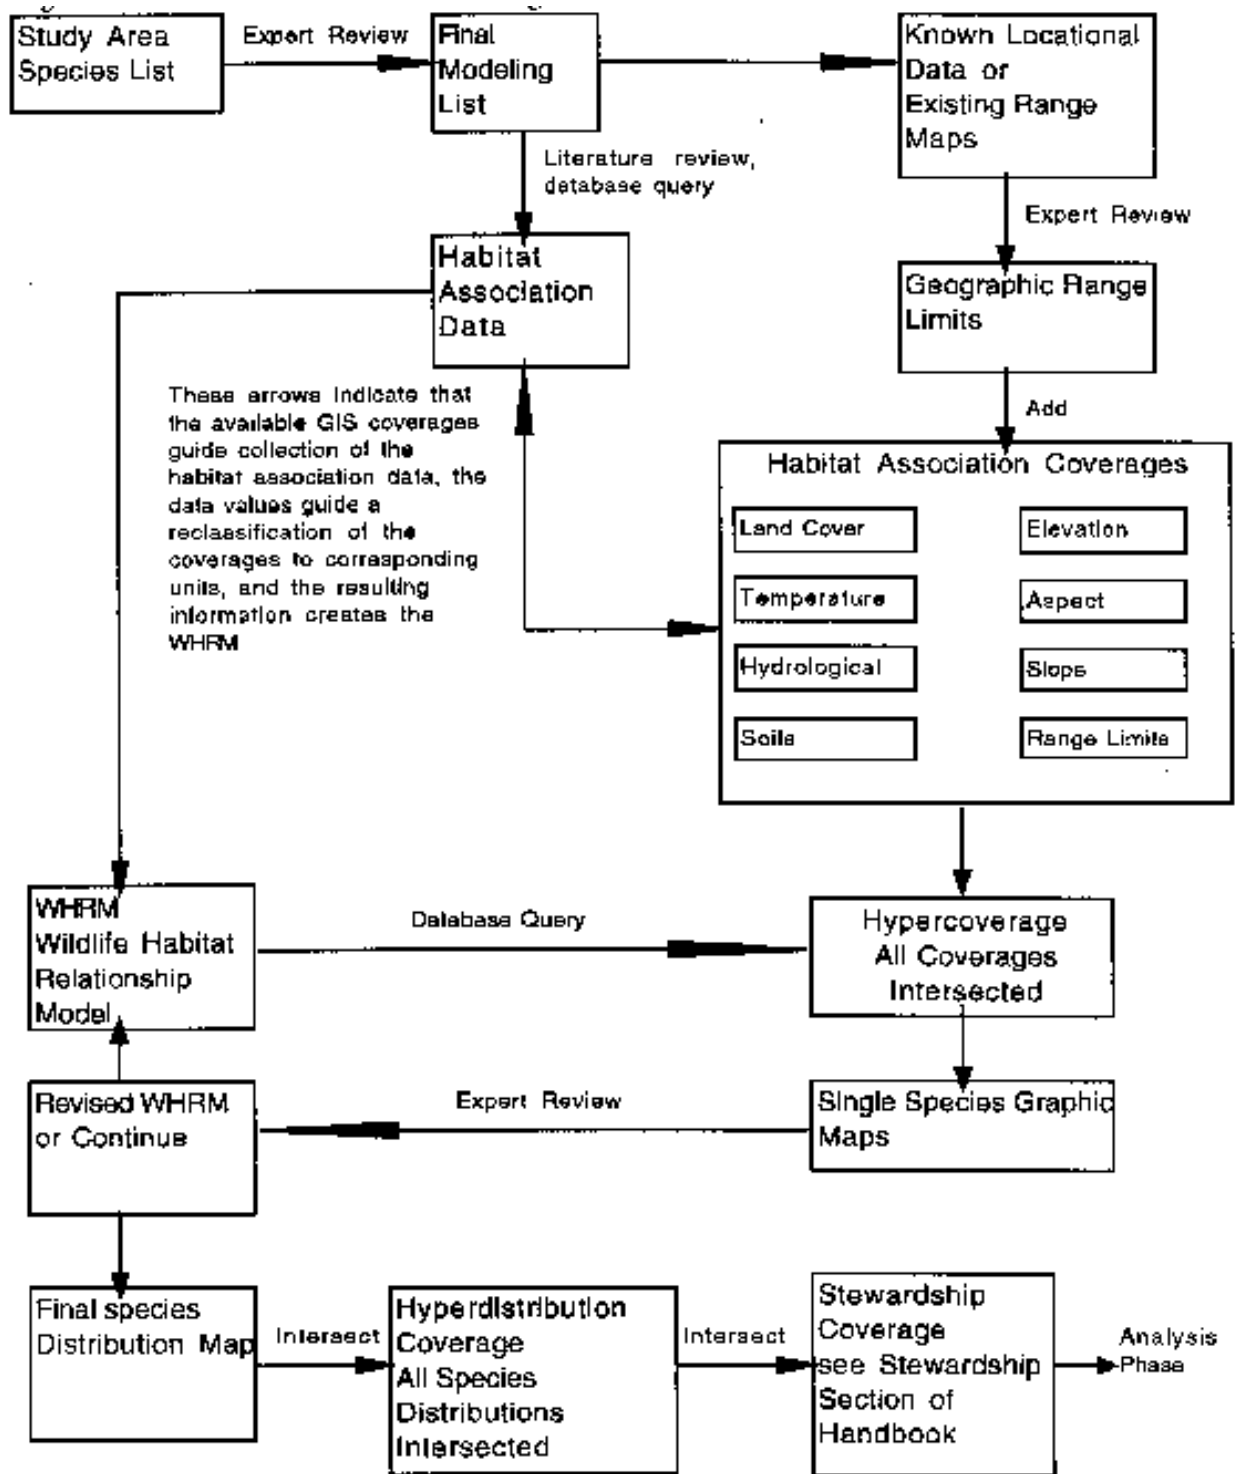 Study Area
Species List
Expert Review
Final
Modeling
List
Known Locational
Data or
Existing Range
Maps
Literature review,
database query
Expert Review
Habitat
Association
Data
Geographic Range
Limits
These arrows indicate that
the available GIS coverages
guide collection of the
habitat association data, the
data values guide a
reclassification of the
coverages to corresponding
units, and the resulting
information creates the
WHRM
Add
Habitat Association Coverages
Land Cover
Elevation
Temperature
Aspect
Hydrological
Slope
Soils
Range Limits
WHRM
Wildlife Habitat
Relationship
Model
Database Query
Hypercoverage
All Coverages
Intersected
Revised WHRM
or Continue
Expert Review
Single Species Graphic
Maps
Final species
Distribution Map
Intersect
Hyperdistribution
Coverage
All Species
Distributions
Intersected
Intersect
Stewardship
Coverage
see Stewardship
Section of
Handbook
Analysis
Phase